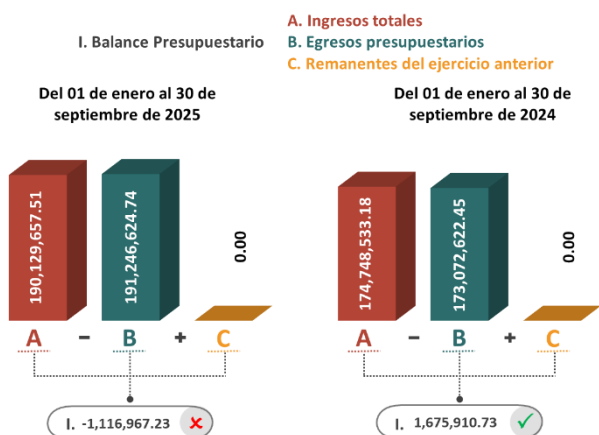 A. Ingresos totales
I. Balance Presupuestario
B. Egresos presupuestarios
C. Remanentes del ejercicio anterior
Del 01 de enero al 30 de
septiembre de 2025
190,129,657.51
191,246,624.74
0.00
A − B + C
I. -1,116,967.23 ✘
Del 01 de enero al 30 de
septiembre de 2024
174,748,533.18
173,072,622.45
0.00
A − B + C
I. 1,675,910.73 ✓